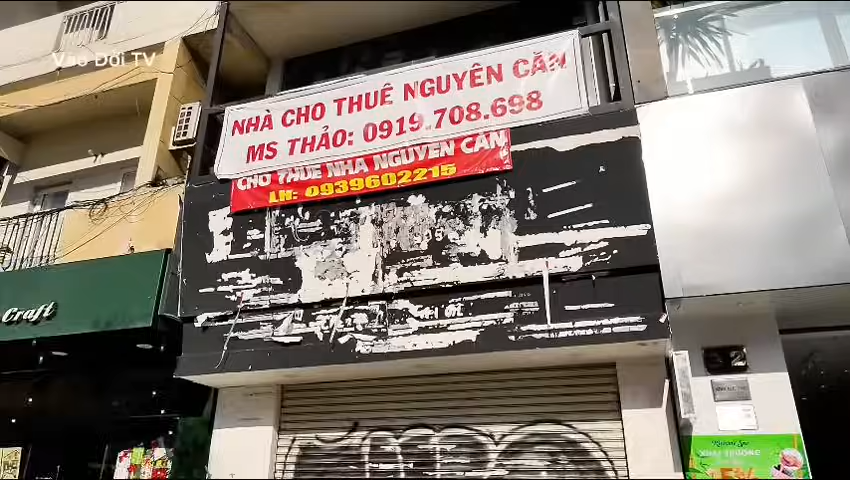 Vào Đời TV
NHÀ CHO THUÊ NGUYÊN CĂN
MS THẢO: 0919.708.698
CHO THUÊ NHÀ NGUYÊN CĂN
LH: 0939602215
Craft